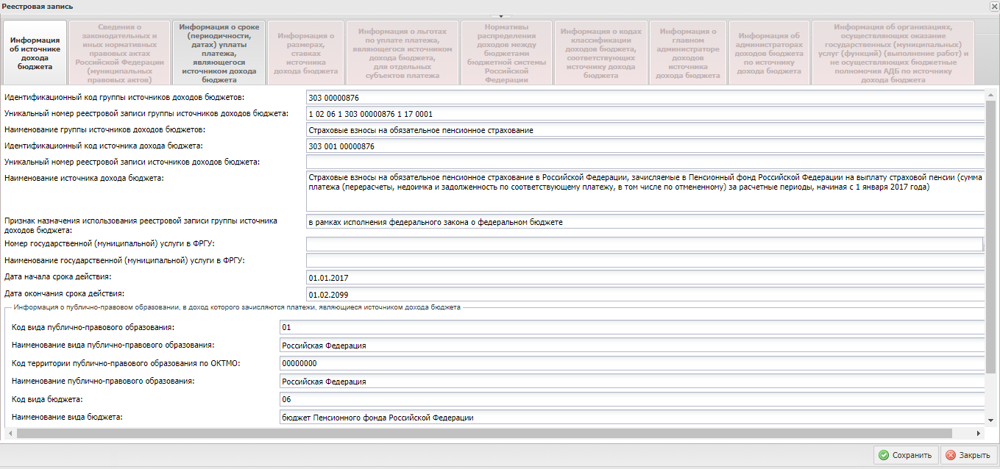 Реестровая запись
Информация
об источнике
дохода
бюджета
Сведения о
законодательных и
иных нормативных
правовых актах
Российской Федерации
(муниципальных
правовых актов)
Информация о сроке
(периодичности,
датах) уплаты
платежа,
являющегося
источником дохода
бюджета
Информация о
размерах,
ставках
источника
дохода бюджета
Информация о льготах
по уплате платежа,
являющегося источником
дохода бюджета,
для отдельных
субъектов платежа
Нормативы
распределения
доходов между
бюджетами
бюджетной системы
Российской
Федерации
Информация о кодах
классификации
доходов бюджета,
соответствующих
источнику дохода
бюджета
Информация о
главном
администраторе
доходов
источника
дохода бюджета
Информация об
администраторах
доходов бюджета
по источнику
дохода бюджета
Информация об организациях,
осуществляющих оказание
государственных (муниципальных)
услуг (функций) (выполнение работ) и
не осуществляющих бюджетные
полномочия АДБ по источнику
дохода бюджета
Идентификационный код группы источников доходов бюджетов: 303 00000876
Уникальный номер реестровой записи группы источников доходов бюджета: 1 02 06 1 303 00000876 1 17 0001
Наименование группы источников доходов бюджетов: Страховые взносы на обязательное пенсионное страхование
Идентификационный код источника дохода бюджета: 303 001 00000876
Уникальный номер реестровой записи источников доходов бюджета:
Наименование источника дохода бюджета: Страховые взносы на обязательное пенсионное страхование в Российской Федерации, зачисляемые в Пенсионный фонд Российской Федерации на выплату страховой пенсии (сумма
платежа (перерасчеты, недоимка и задолженность по соответствующему платежу, в том числе по отмененному) за расчетные периоды, начиная с 1 января 2017 года)
Признак назначения использования реестровой записи группы источника
доходов бюджета: в рамках исполнения федерального закона о федеральном бюджете
Номер государственной (муниципальной) услуги в ФРГУ:
Наименование государственной (муниципальной) услуги в ФРГУ:
Дата начала срока действия: 01.01.2017
Дата окончания срока действия: 01.02.2099
Информация о публично-правовом образовании, в доход которого зачисляются платежи, являющиеся источником дохода бюджета
Код вида публично-правового образования: 01
Наименование вида публично-правового образования: Российская Федерация
Код территории публично-правового образования по ОКТМО: 00000000
Наименование публично-правового образования: Российская Федерация
Код вида бюджета: 06
Наименование вида бюджета: бюджет Пенсионного фонда Российской Федерации
Сохранить Закрыть